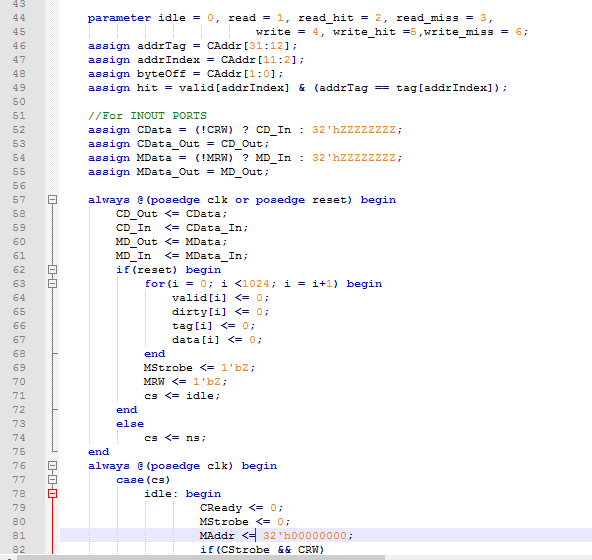 43
44 parameter idle = 0, read = 1, read_hit = 2, read_miss = 3,
45 write = 4, write_hit =5,write_miss = 6;
46 assign addrTag = CAddr[31:12];
47 assign addrIndex = CAddr[11:2];
48 assign byteOff = CAddr[1:0];
49 assign hit = valid[addrIndex] & (addrTag == tag[addrIndex]);
50
51 //For INOUT PORTS
52 assign CData = (!CRW) ? CD_In : 32'hZZZZZZZZ;
53 assign CData_Out = CD_Out;
54 assign MData = (!MRW) ? MD_In : 32'hZZZZZZZZ;
55 assign MData_Out = MD_Out;
56
57 always @(posedge clk or posedge reset) begin
58 CD_Out <= CData;
59 CD_In <= CData_In;
60 MD_Out <= MData;
61 MD_In <= MData_In;
62 if(reset) begin
63 for(i = 0; i <1024; i = i+1) begin
64 valid[i] <= 0;
65 dirty[i] <= 0;
66 tag[i] <= 0;
67 data[i] <= 0;
68 end
69 MStrobe <= 1'bZ;
70 MRW <= 1'bZ;
71 cs <= idle;
72 end
73 else
74 cs <= ns;
75 end
76 always @(posedge clk) begin
77 case(cs)
78 idle: begin
79 CReady <= 0;
80 MStrobe <= 0;
81 MAddr <= 32'h00000000;
82 if(CStrobe && CRW)